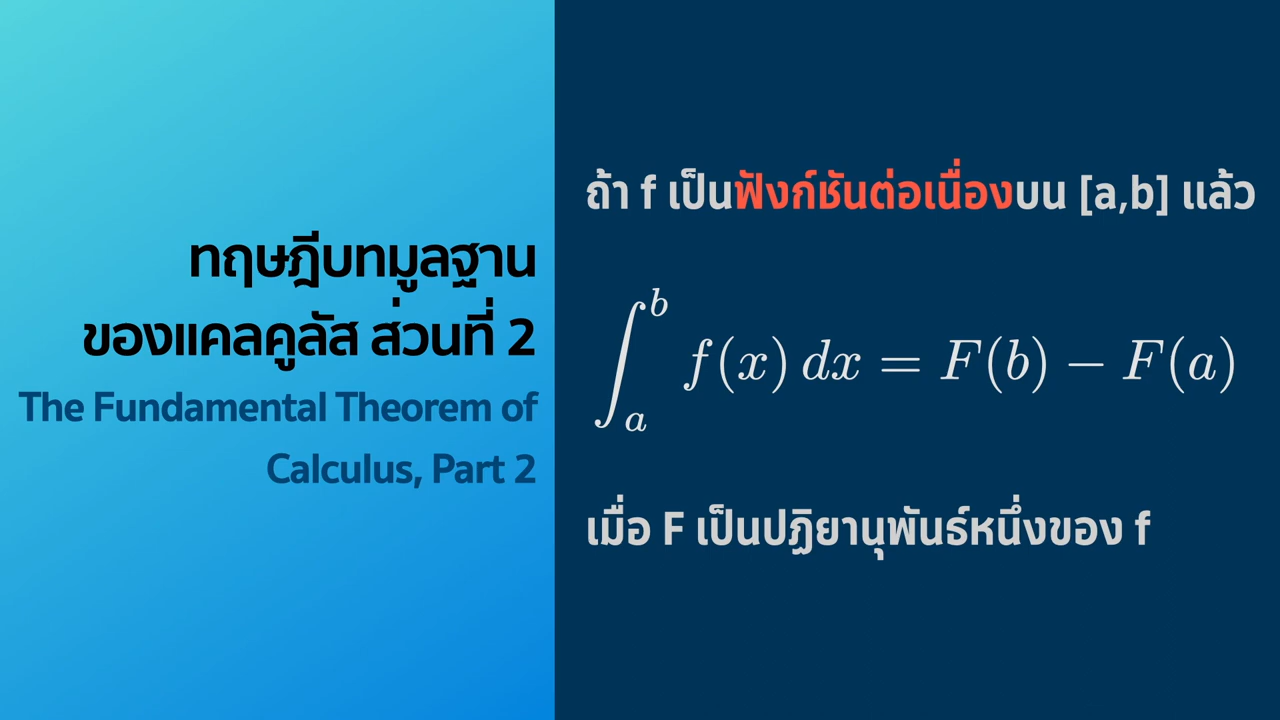 ทฤษฎีบทมูลฐาน
ของแคลคูลัส ส่วนที่ 2
The Fundamental Theorem of
Calculus, Part 2
ถ้า f เป็นฟังก์ชันต่อเนื่องบน [a,b] แล้ว
∫_a^b f(x) dx = F(b) − F(a)
เมื่อ F เป็นปฏิยานุพันธ์หนึ่งของ f